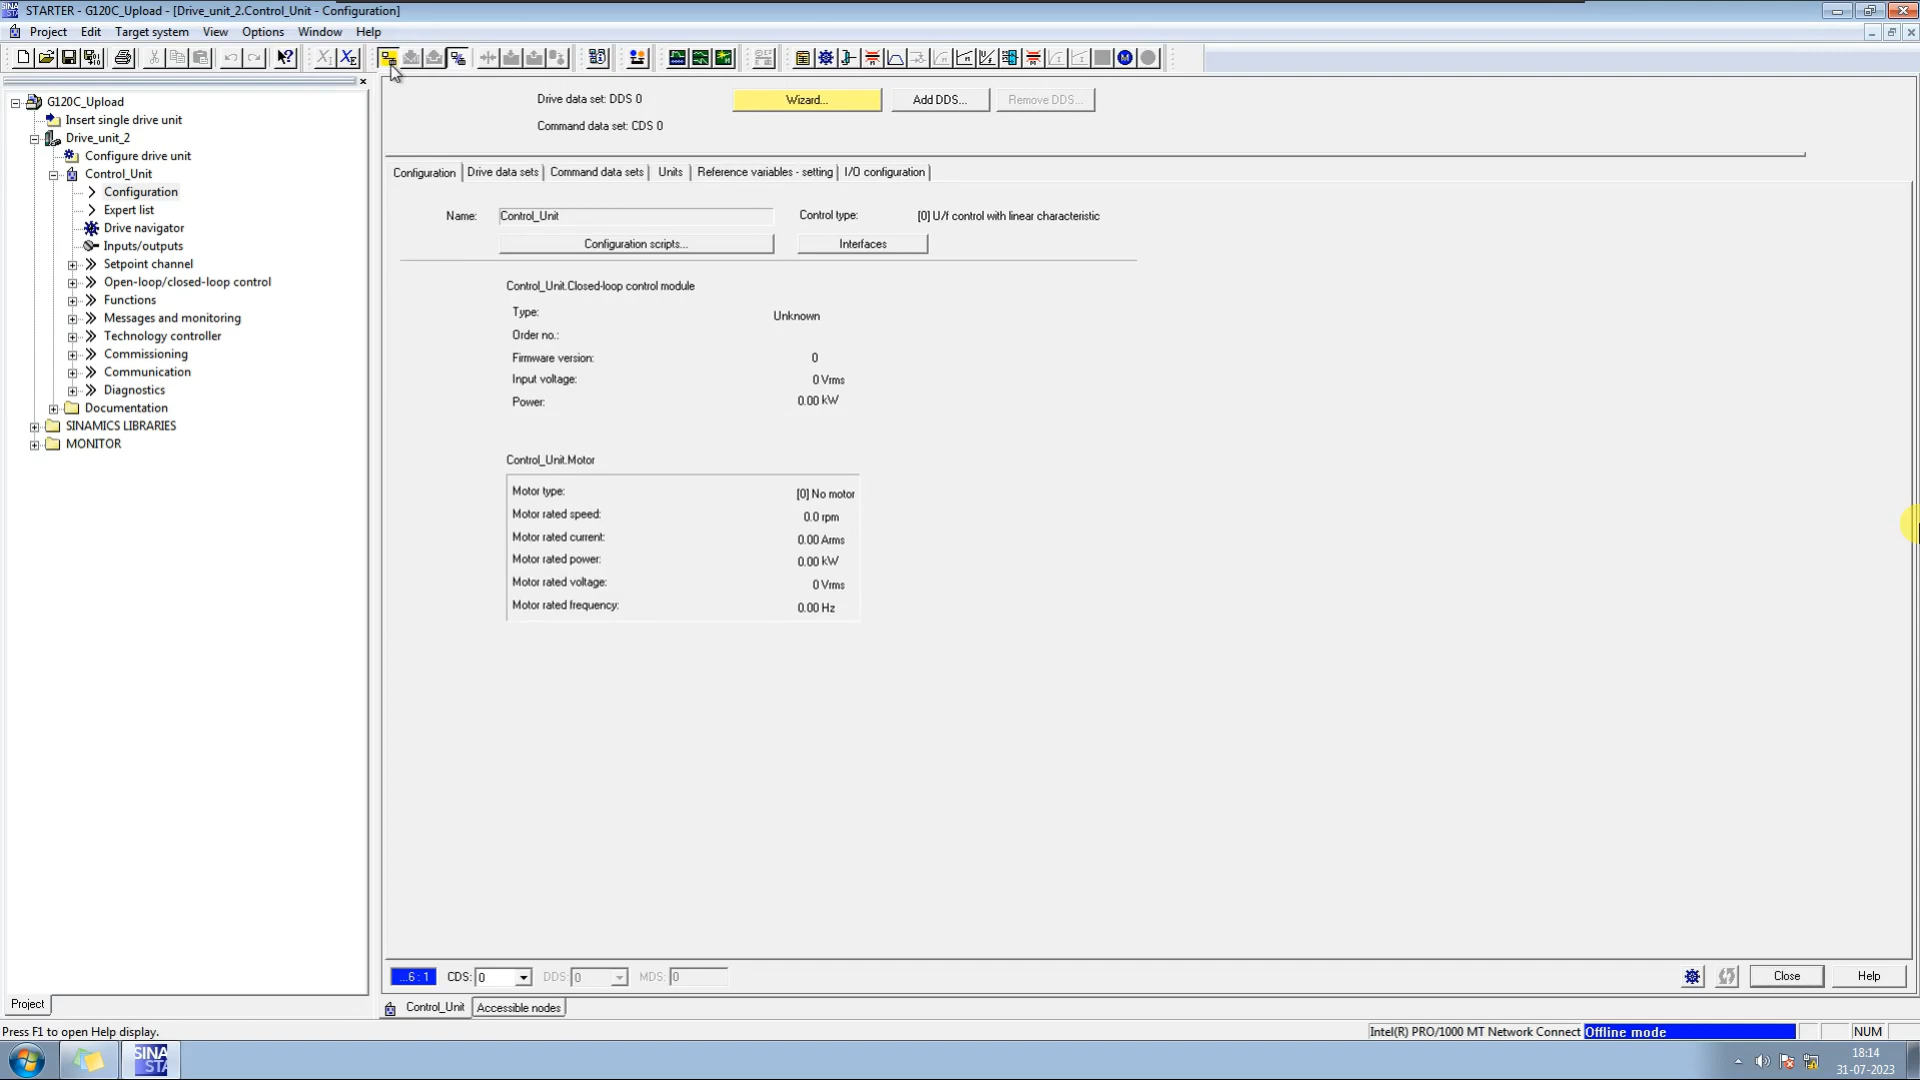 STARTER - G120C_Upload - [Drive_unit_2.Control_Unit - Configuration]
Project Edit Target system View Options Window Help
G120C_Upload
Insert single drive unit
Drive_unit_2
Configure drive unit
Control_Unit
Configuration
Expert list
Drive navigator
Inputs/outputs
Setpoint channel
Open-loop/closed-loop control
Functions
Messages and monitoring
Technology controller
Commissioning
Communication
Diagnostics
Documentation
SINAMICS LIBRARIES
MONITOR
Project
Drive data set: DDS 0
Wizard...
Add DDS...
Remove DDS...
Command data set: CDS 0
Configuration Drive data sets Command data sets Units Reference variables - setting I/O configuration
Name: Control_Unit Control type: [0] U/f control with linear characteristic
Configuration scripts... Interfaces
Control_Unit.Closed-loop control module
Type: Unknown
Order no.:
Firmware version: 0
Input voltage: 0 Vrms
Power: 0.00 kW
Control_Unit.Motor
Motor type: [0] No motor
Motor rated speed: 0.0 rpm
Motor rated current: 0.00 Arms
Motor rated power: 0.00 kW
Motor rated voltage: 0 Vrms
Motor rated frequency: 0.00 Hz
...6 : 1 CDS: 0 DDS: 0 MDS: 0 Close Help
Control_Unit Accessible nodes
Press F1 to open Help display.
Intel(R) PRO/1000 MT Network Connect Offline mode NUM
SINA
STA
18:14
31-07-2023